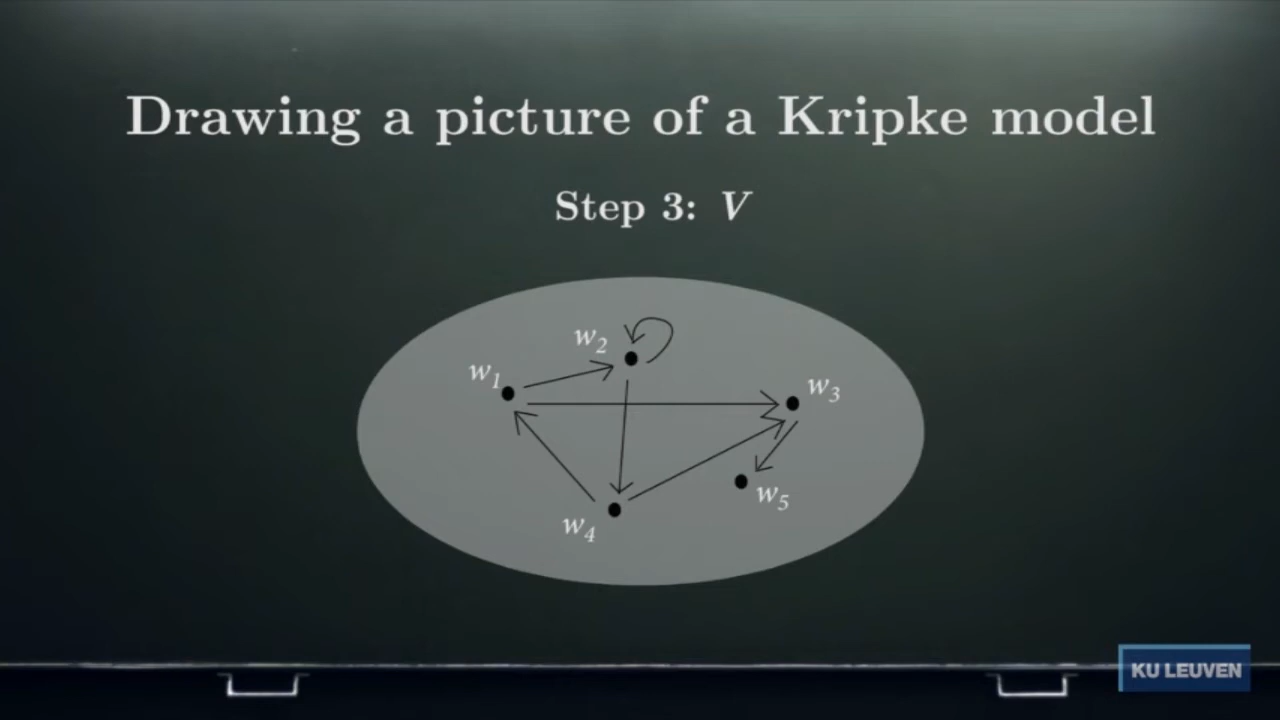 Drawing a picture of a Kripke model
Step 3: V
w₂
w₁
w₃
w₅
w₄
KU LEUVEN